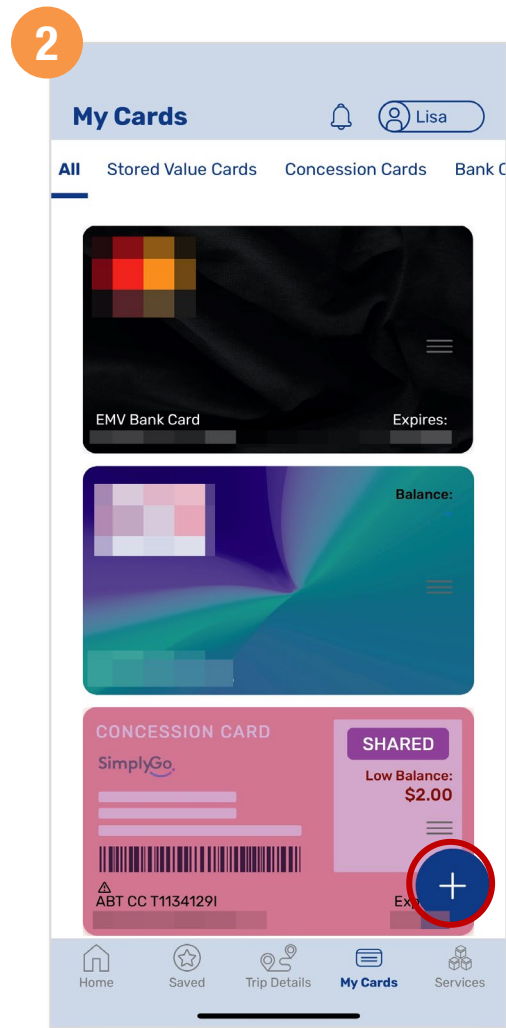 2
My Cards
Lisa
All Stored Value Cards Concession Cards Bank C
EMV Bank Card Expires:
Balance:
CONCESSION CARD
SimplyGo.
SHARED
Low Balance:
$2.00
ABT CC T1134129I
Exp
Home Saved Trip Details My Cards Services